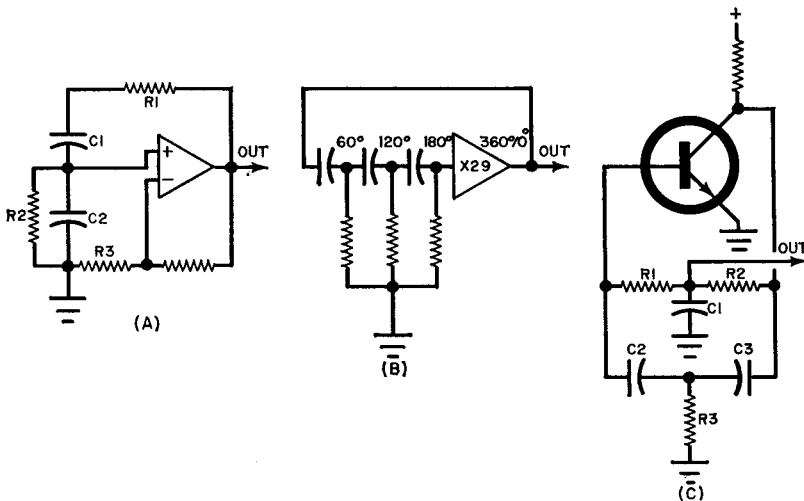 R1
C1
R2
C2
R3
+
−
OUT
(A)
60° 120° 180° X29 360%0° OUT
(B)
+
OUT
R1
R2
C1
C2
C3
R3
(C)